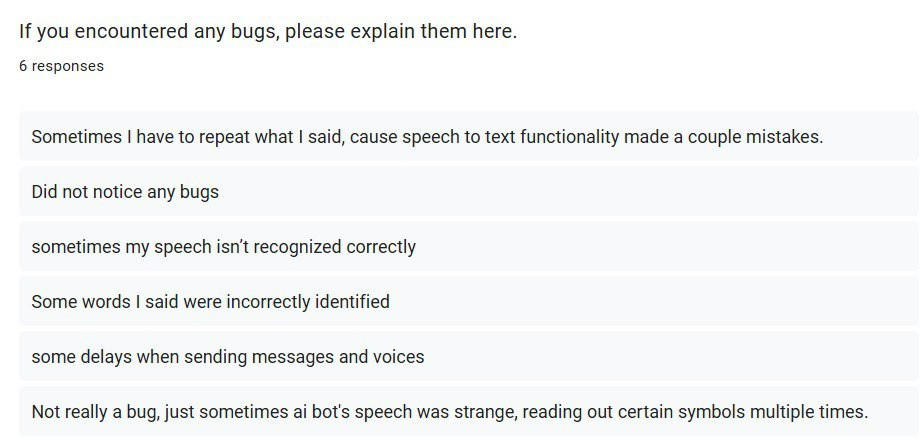 If you encountered any bugs, please explain them here.
6 responses
Sometimes I have to repeat what I said, cause speech to text functionality made a couple mistakes.
Did not notice any bugs
sometimes my speech isn’t recognized correctly
Some words I said were incorrectly identified
some delays when sending messages and voices
Not really a bug, just sometimes ai bot's speech was strange, reading out certain symbols multiple times.